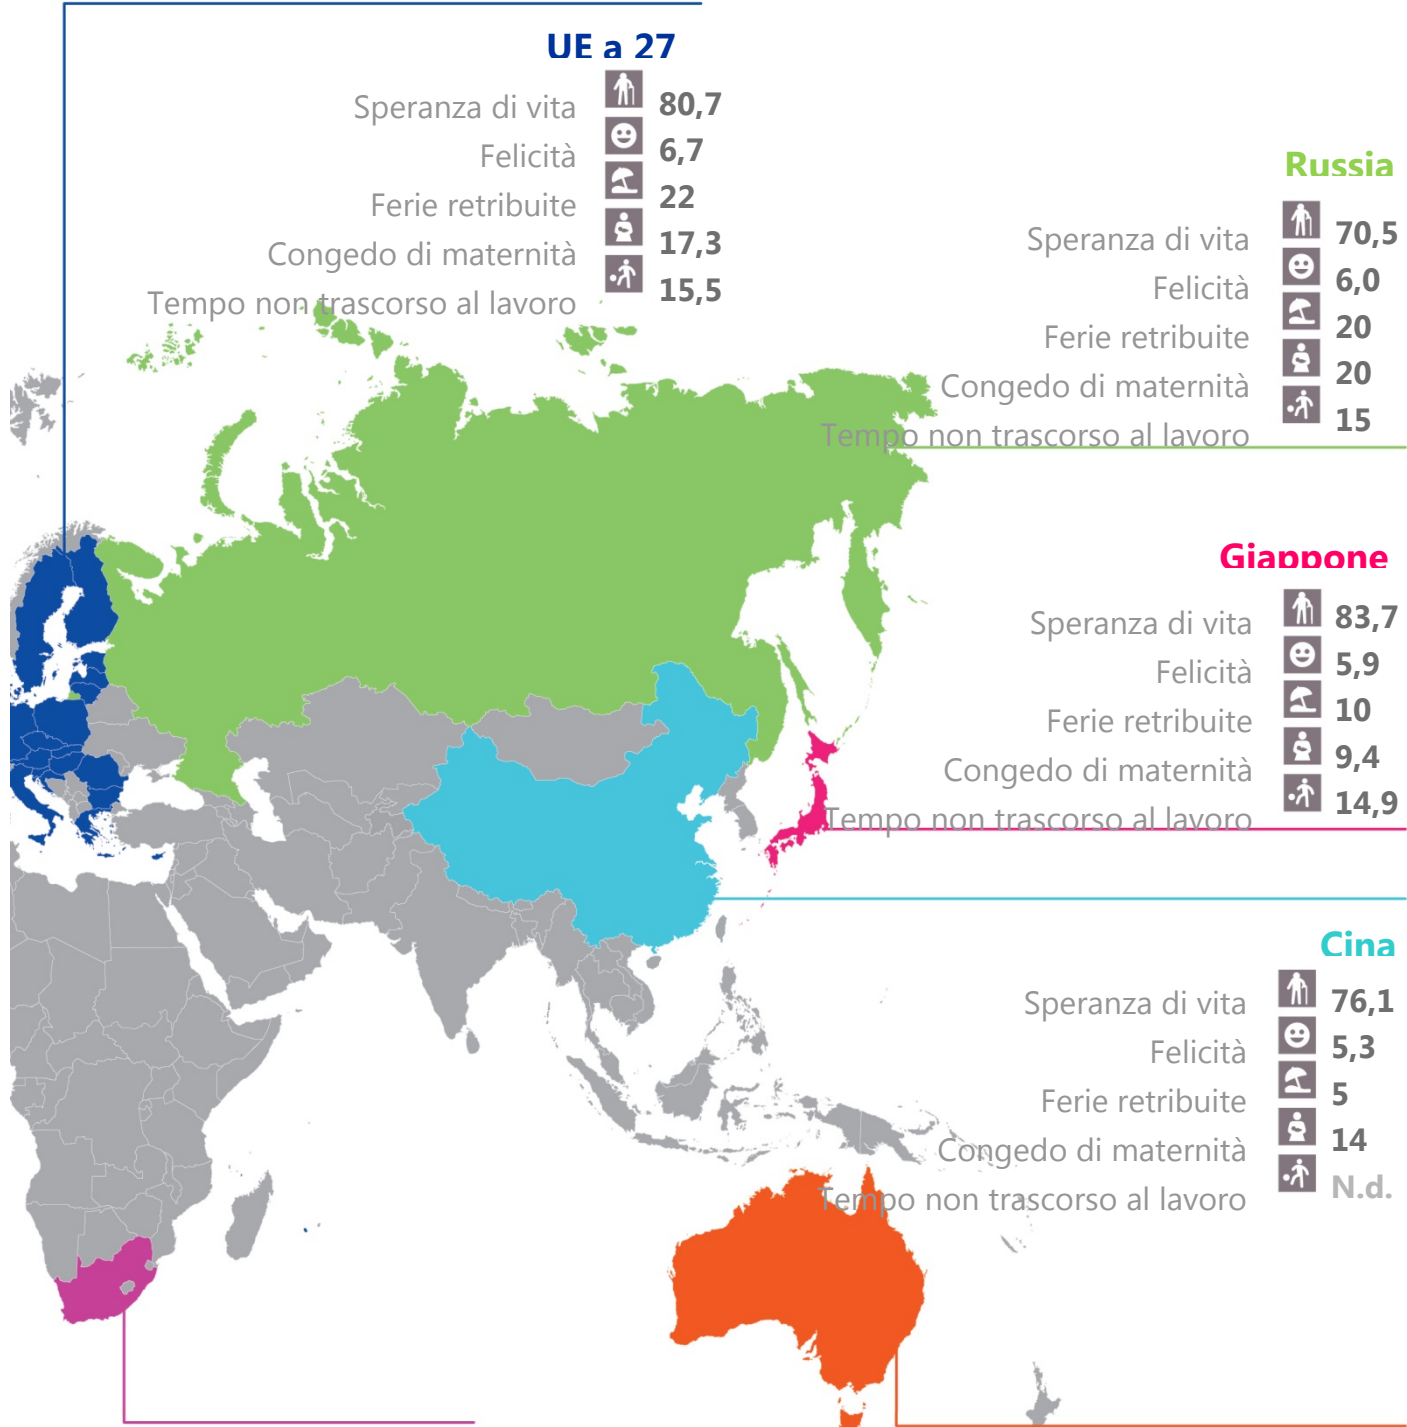 UE a 27
Speranza di vita 80,7
Felicità 6,7
Ferie retribuite 22
Congedo di maternità 17,3
Tempo non trascorso al lavoro 15,5
Russia
Speranza di vita 70,5
Felicità 6,0
Ferie retribuite 20
Congedo di maternità 20
Tempo non trascorso al lavoro 15
Giappone
Speranza di vita 83,7
Felicità 5,9
Ferie retribuite 10
Congedo di maternità 9,4
Tempo non trascorso al lavoro 14,9
Cina
Speranza di vita 76,1
Felicità 5,3
Ferie retribuite 5
Congedo di maternità 14
Tempo non trascorso al lavoro N.d.